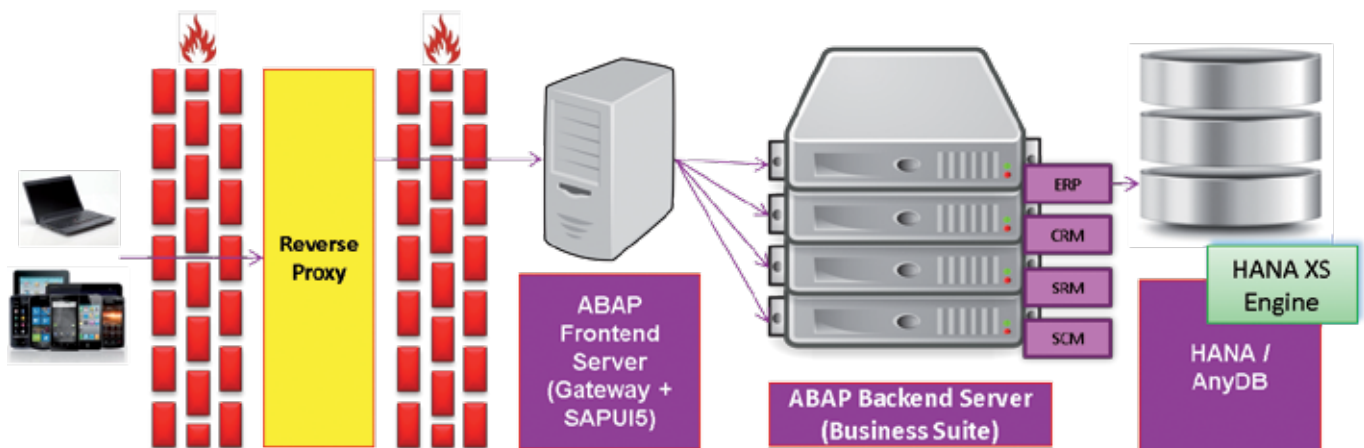 Reverse
Proxy
ABAP
Frontend
Server
(Gateway +
SAPUI5)
ERP
CRM
SRM
SCM
ABAP Backend Server
(Business Suite)
HANA XS
Engine
HANA /
AnyDB